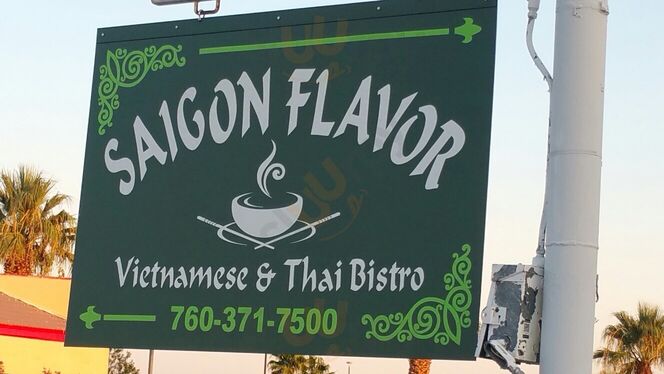 SAIGON FLAVOR
Vietnamese & Thai Bistro
760-371-7500